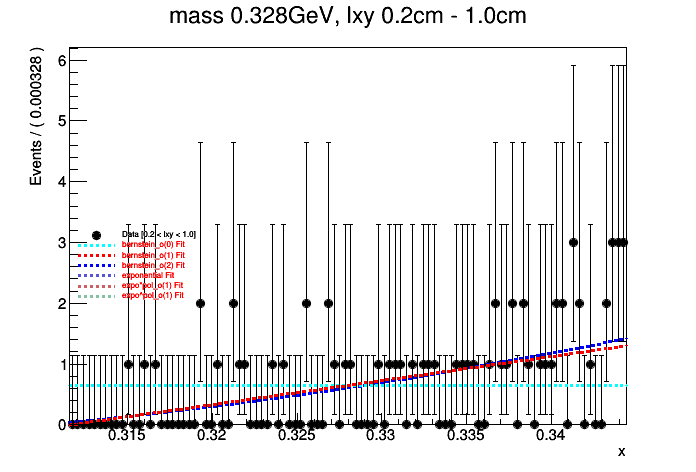 mass 0.328GeV, lxy 0.2cm - 1.0cm
Events / ( 0.000328 )
6
5
4
3
2
1
0
Data [0.2 < lxy < 1.0]
bernstein_o(0) Fit
bernstein_o(1) Fit
bernstein_o(2) Fit
exponential Fit
expo*pol_o(1) Fit
expo*pol_o(1) Fit
0.315 0.32 0.325 0.33 0.335 0.34
x